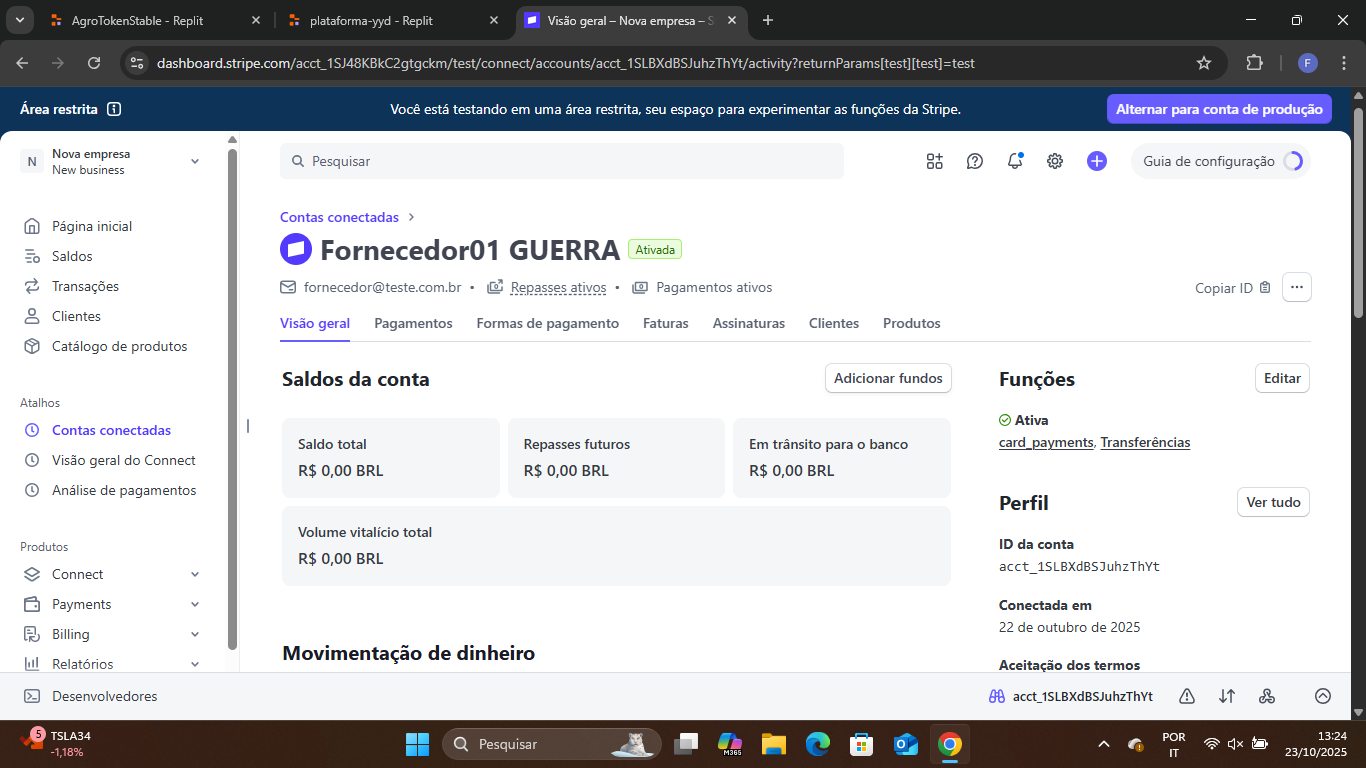 AgroTokenStable - Replit
plataforma-yyd - Replit
Visão geral – Nova empresa – S
dashboard.stripe.com/acct_1SJ48KBkC2gtgckm/test/connect/accounts/acct_1SLBXdBSJuhzThYt/activity?returnParams[test][test]=test
F
Área restrita
Você está testando em uma área restrita, seu espaço para experimentar as funções da Stripe.
Alternar para conta de produção
N
Nova empresa
New business
Pesquisar
Guia de configuração
Página inicial
Saldos
Transações
Clientes
Catálogo de produtos
Atalhos
Contas conectadas
Visão geral do Connect
Análise de pagamentos
Produtos
Connect
Payments
Billing
Relatórios
Contas conectadas
Fornecedor01 GUERRA
Ativada
fornecedor@teste.com.br • Repasses ativos • Pagamentos ativos
Copiar ID
Visão geral
Pagamentos
Formas de pagamento
Faturas
Assinaturas
Clientes
Produtos
Saldos da conta
Adicionar fundos
Saldo total
R$ 0,00 BRL
Repasses futuros
R$ 0,00 BRL
Em trânsito para o banco
R$ 0,00 BRL
Volume vitalício total
R$ 0,00 BRL
Movimentação de dinheiro
Funções
Editar
Ativa
card_payments, Transferências
Perfil
Ver tudo
ID da conta
acct_1SLBXdBSJuhzThYt
Conectada em
22 de outubro de 2025
Aceitação dos termos
Desenvolvedores
acct_1SLBXdBSJuhzThYt
5
TSLA34
-1,18%
Pesquisar
M365
POR
IT
13:24
23/10/2025